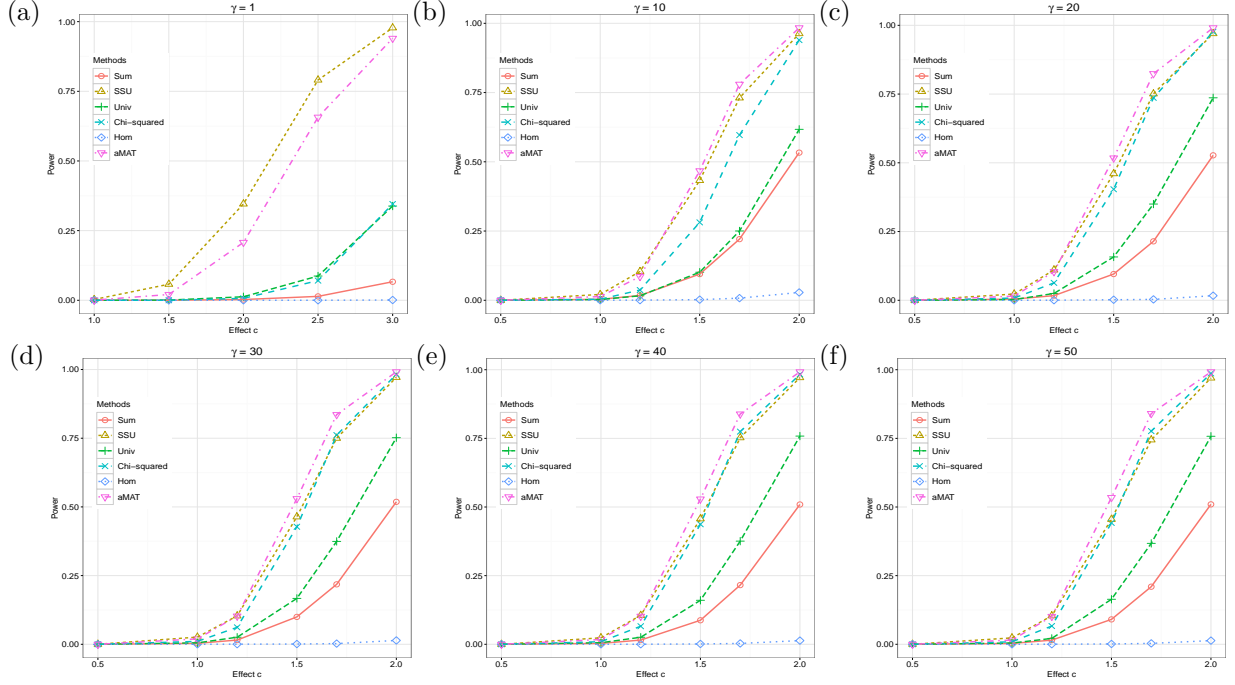 (a)
γ = 1
1.00
0.75
0.50
0.25
0.00
Power
Methods
Sum
SSU
Univ
Chi−squared
Hom
aMAT
1.0
1.5
2.0
2.5
3.0
Effect c
(b)
γ = 10
1.00
0.75
0.50
0.25
0.00
Power
Methods
Sum
SSU
Univ
Chi−squared
Hom
aMAT
0.5
1.0
1.5
2.0
Effect c
(c)
γ = 20
1.00
0.75
0.50
0.25
0.00
Power
Methods
Sum
SSU
Univ
Chi−squared
Hom
aMAT
0.5
1.0
1.5
2.0
Effect c
(d)
γ = 30
1.00
0.75
0.50
0.25
0.00
Power
Methods
Sum
SSU
Univ
Chi−squared
Hom
aMAT
0.5
1.0
1.5
2.0
Effect c
(e)
γ = 40
1.00
0.75
0.50
0.25
0.00
Power
Methods
Sum
SSU
Univ
Chi−squared
Hom
aMAT
0.5
1.0
1.5
2.0
Effect c
(f)
γ = 50
1.00
0.75
0.50
0.25
0.00
Power
Methods
Sum
SSU
Univ
Chi−squared
Hom
aMAT
0.5
1.0
1.5
2.0
Effect c